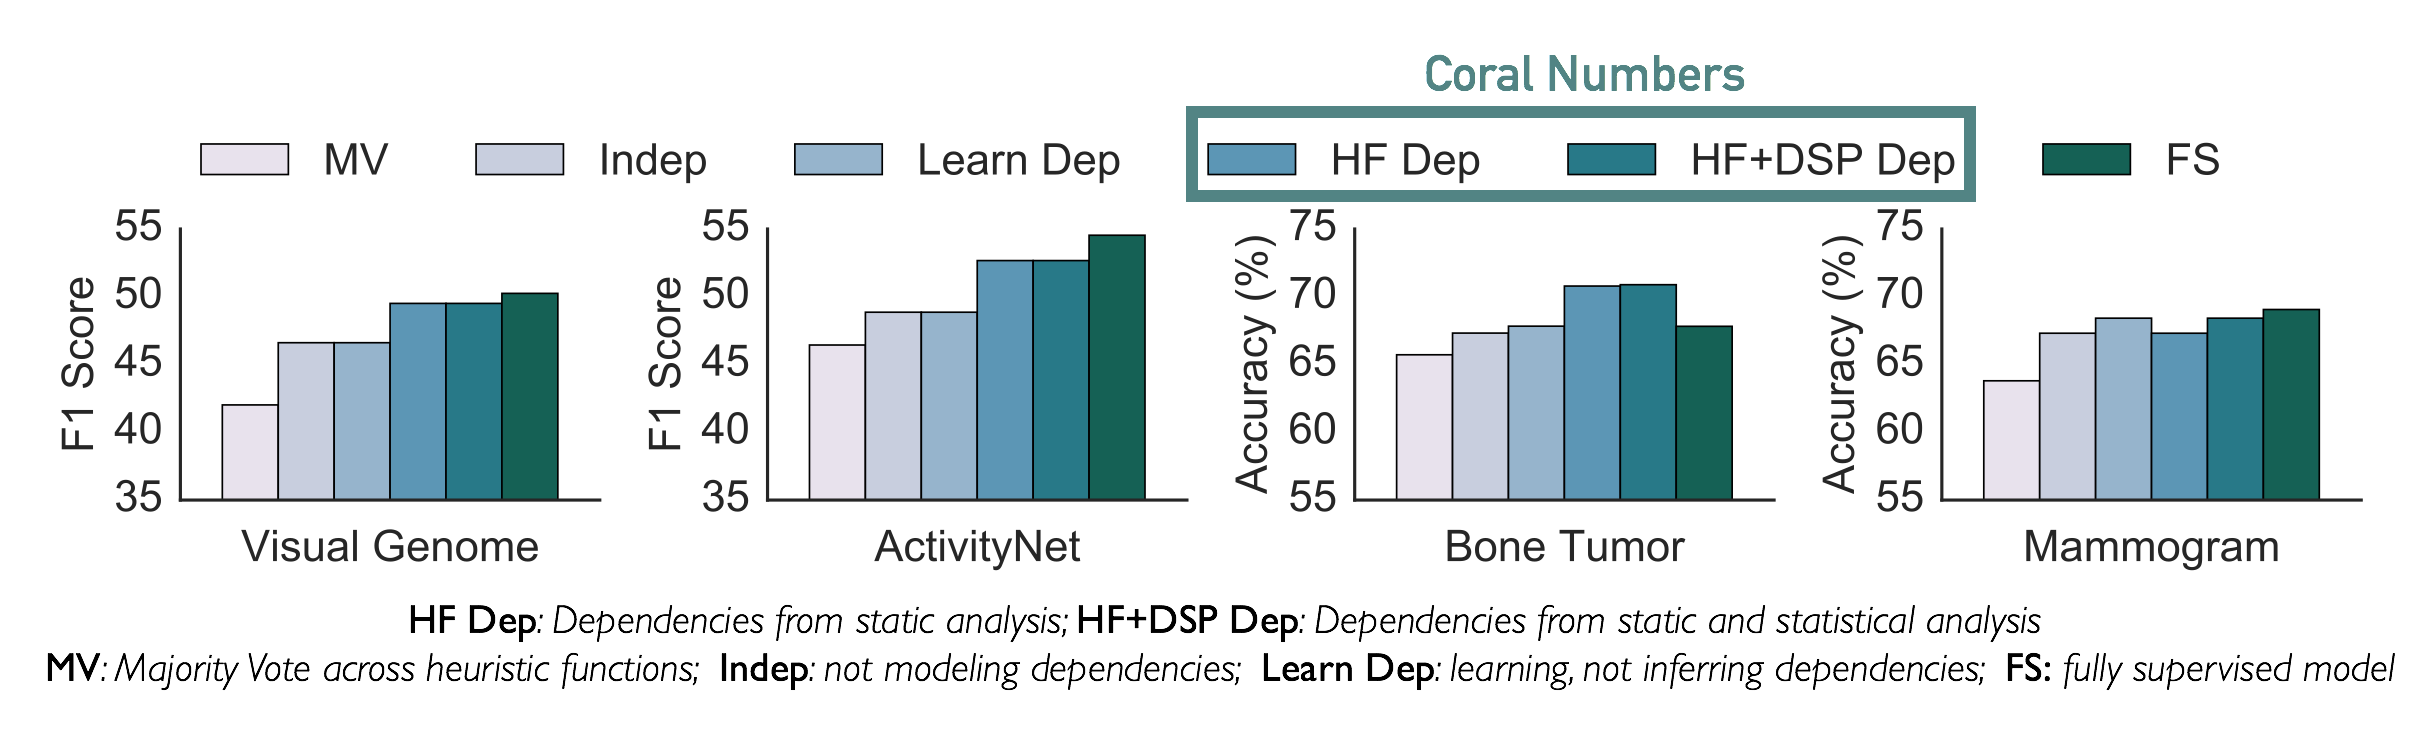 Coral Numbers
MV Indep Learn Dep HF Dep HF+DSP Dep FS
F1 Score
55
50
45
40
35
Visual Genome
F1 Score
55
50
45
40
35
ActivityNet
Accuracy (%)
75
70
65
60
55
Bone Tumor
Accuracy (%)
75
70
65
60
55
Mammogram
HF Dep: Dependencies from static analysis; HF+DSP Dep: Dependencies from static and statistical analysis
MV: Majority Vote across heuristic functions; Indep: not modeling dependencies; Learn Dep: learning, not inferring dependencies; FS: fully supervised model